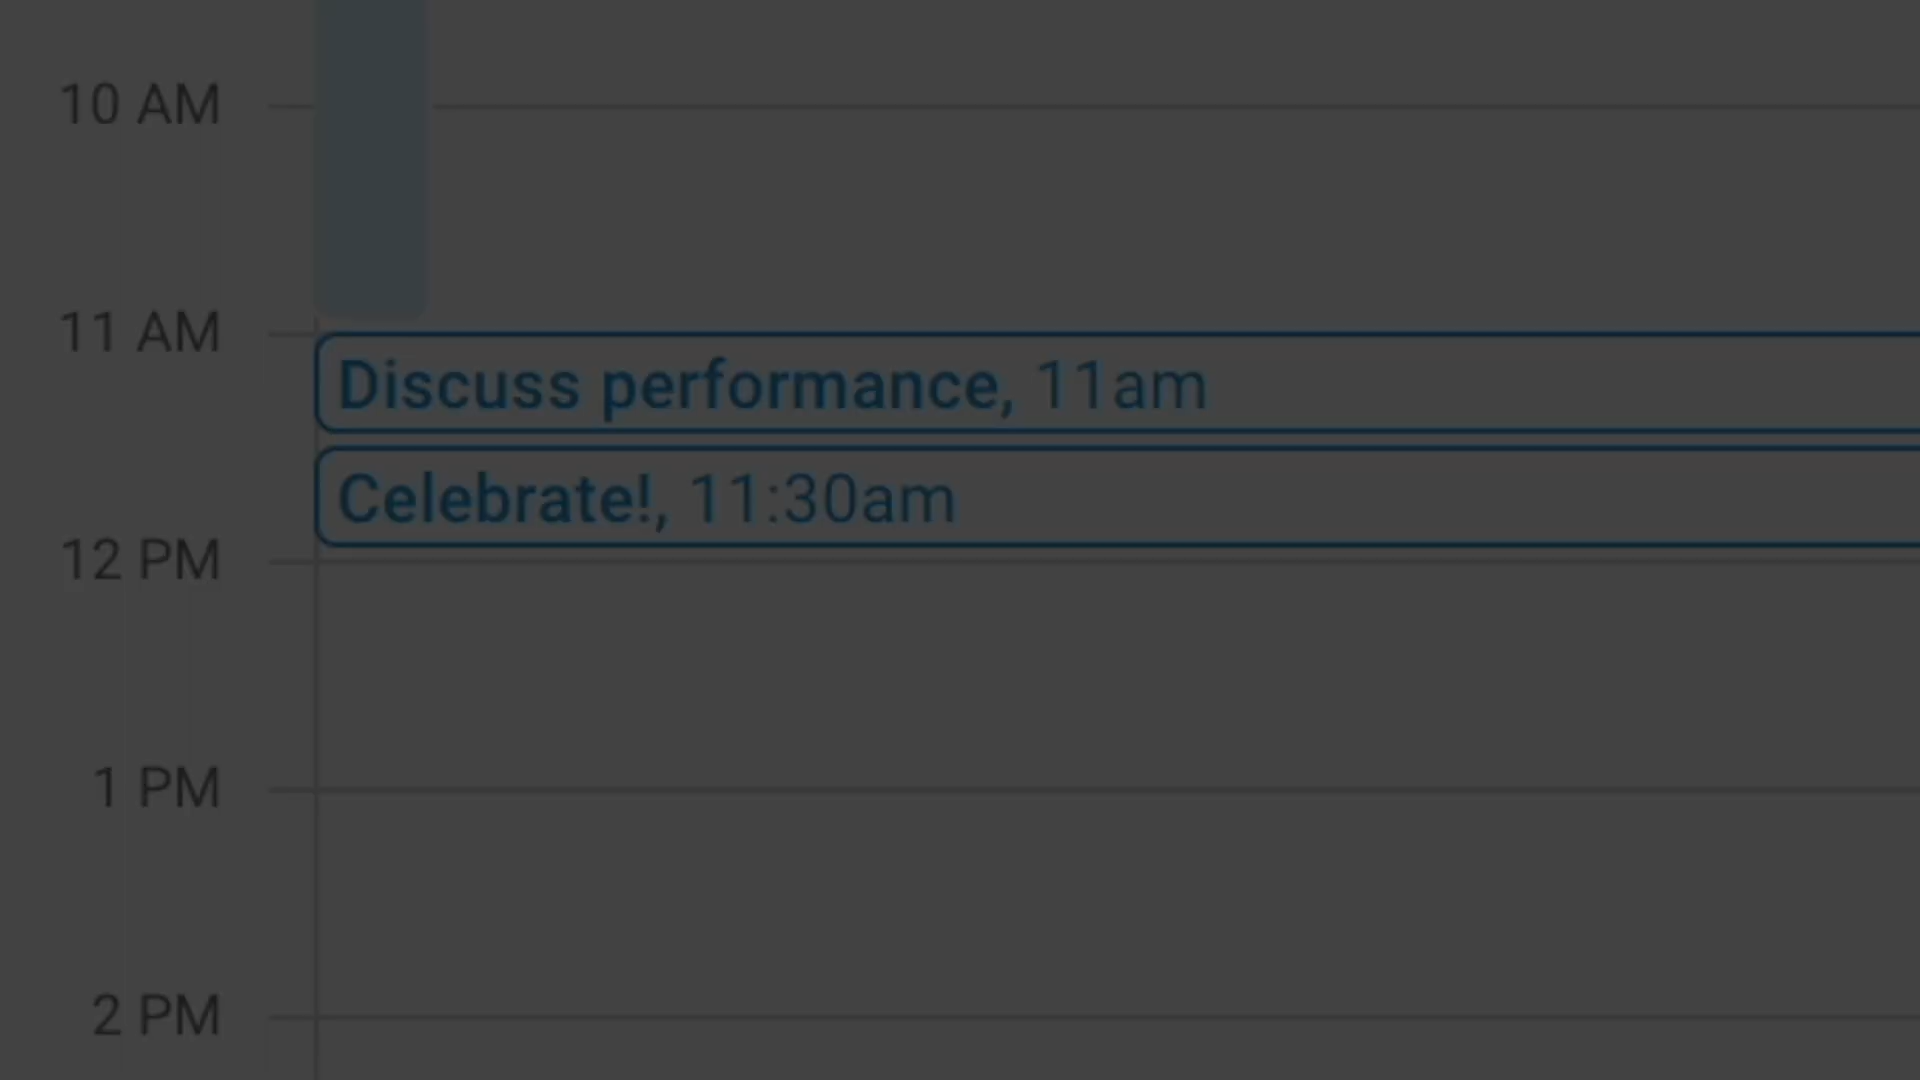 10 AM
11 AM
Discuss performance, 11am
Celebrate!, 11:30am
12 PM
1 PM
2 PM